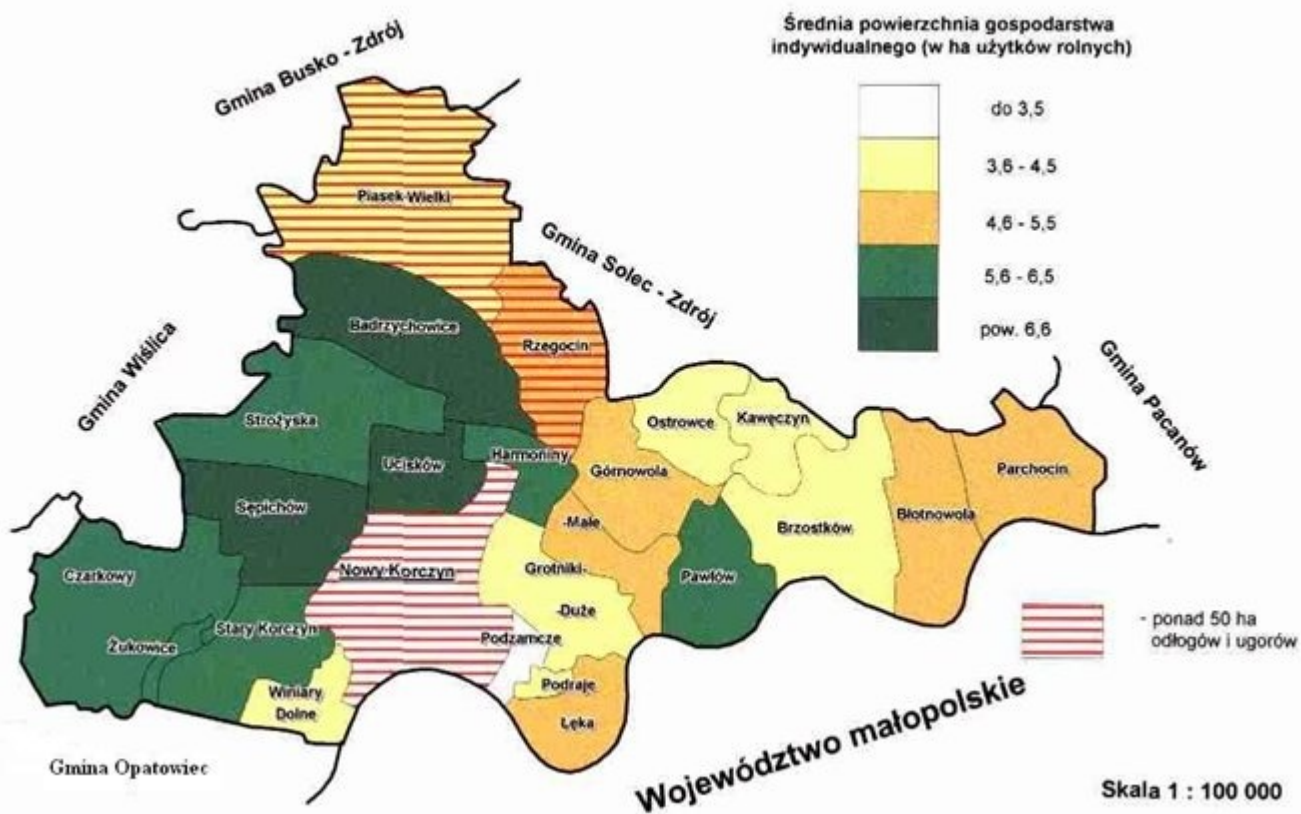 Średnia powierzchnia gospodarstwa
indywidualnego (w ha użytków rolnych)
do 3,5
3,6 - 4,5
4,6 - 5,5
5,6 - 6,5
pow. 6,6
Gmina Busko - Zdrój
Gmina Solec - Zdrój
Gmina Wiślica
Gmina Pacanów
Piasek Wielki
Badrzychowice
Rzegocin
Strożyska
Ucisków
Harmoniny
Ostrowce
Kawęczyn
Górnowola
Parchocin
Sępichów
-Małe
Brzostków
Błotnowola
Czarkowy
Nowy Korczyn
Grotniki-
Pawłów
-Duże
Żukowice
Stary Korczyn
Podzamcze
Winiary
Dolne
Podraje
Łęka
- ponad 50 ha
odłogów i ugorów
Województwo małopolskie
Gmina Opatowiec
Skala 1 : 100 000